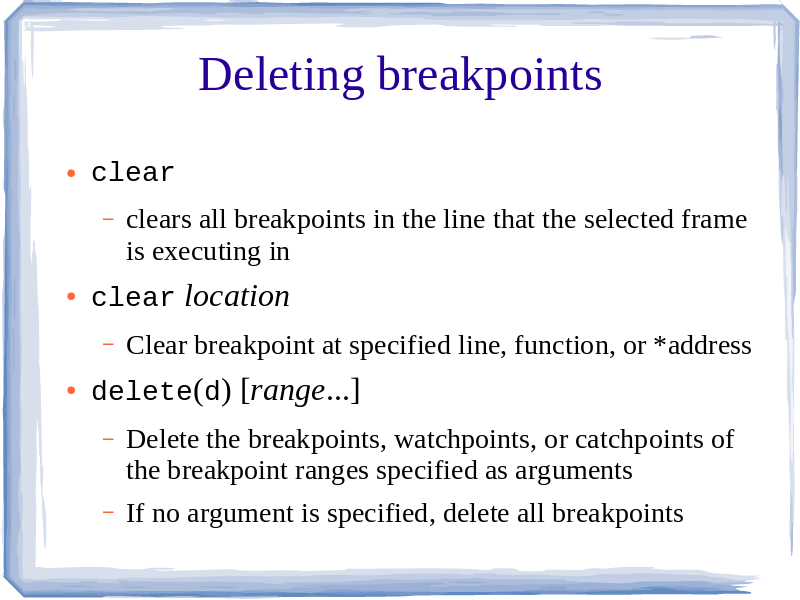 Deleting breakpoints
• clear
– clears all breakpoints in the line that the selected frame
is executing in
• clear location
– Clear breakpoint at specified line, function, or *address
• delete(d) [range...]
– Delete the breakpoints, watchpoints, or catchpoints of
the breakpoint ranges specified as arguments
– If no argument is specified, delete all breakpoints